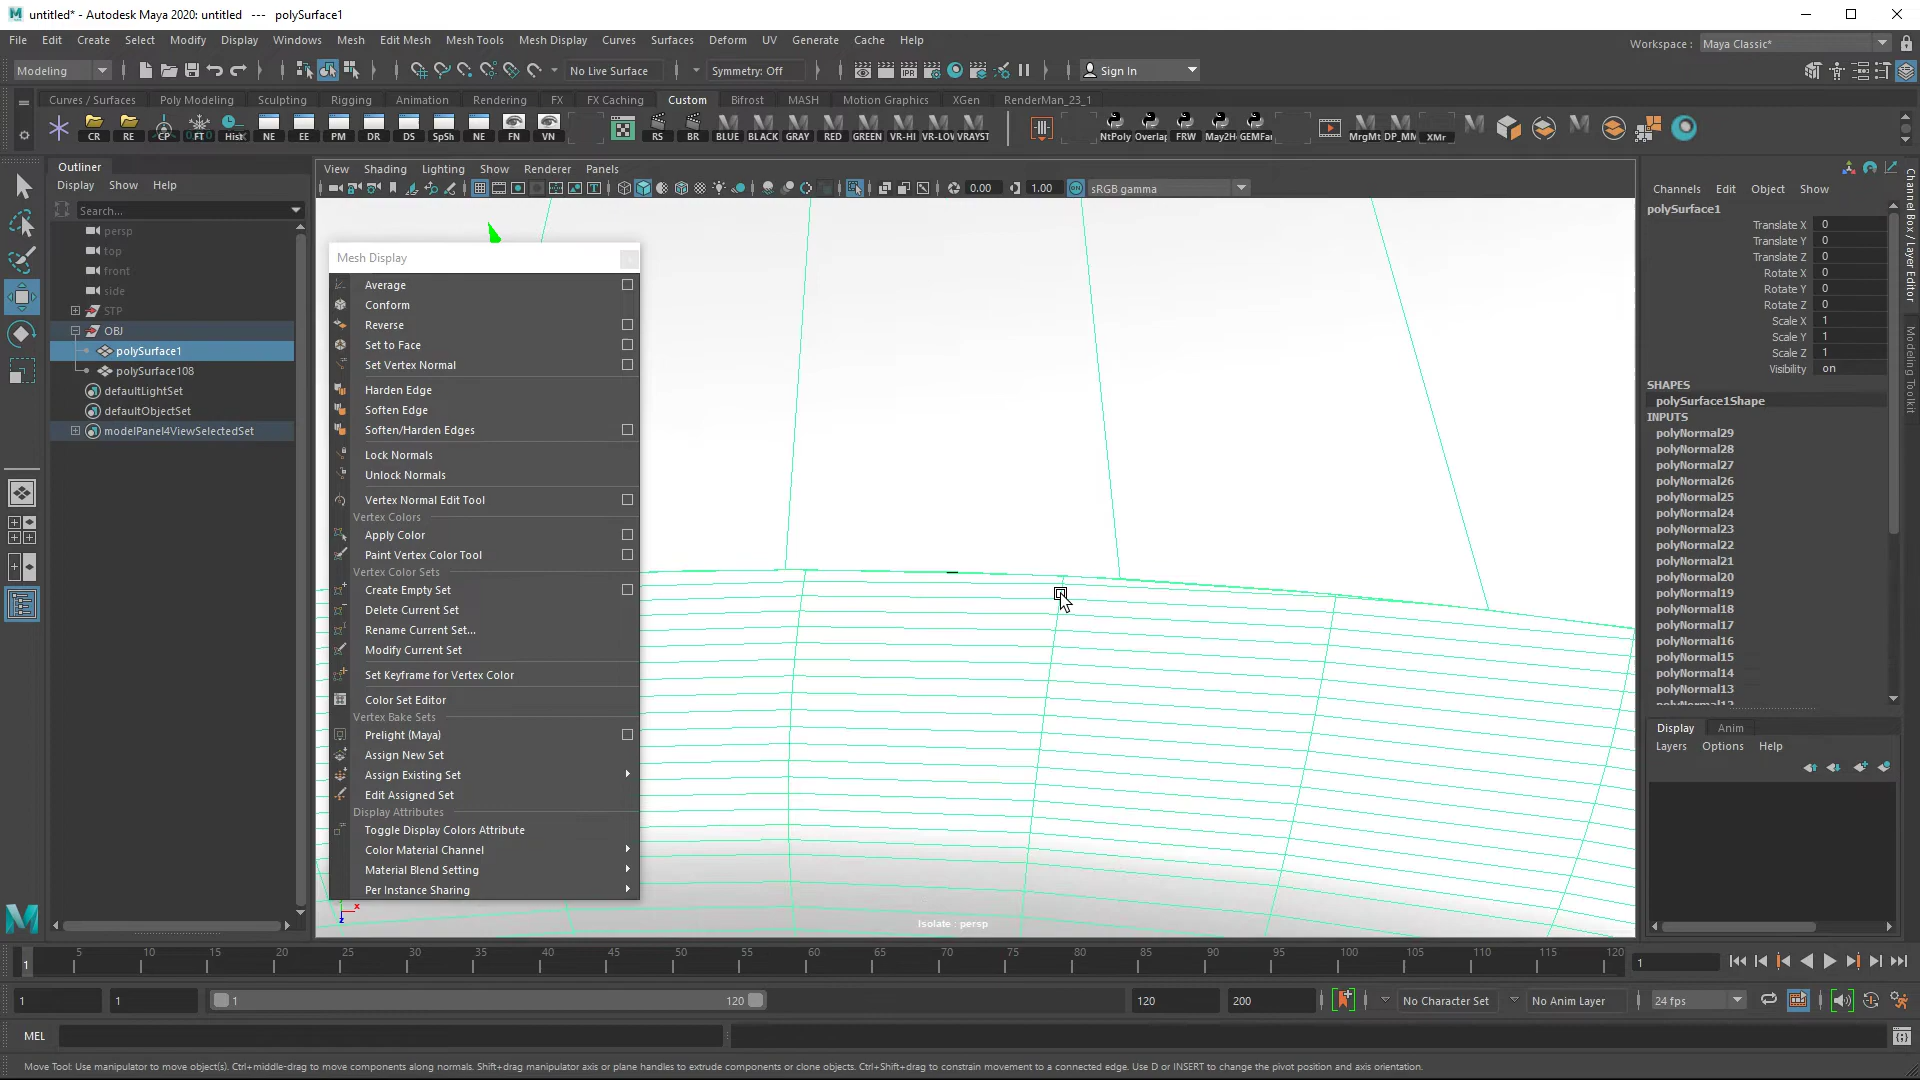 untitled* - Autodesk Maya 2020: untitled --- polySurface1
File Edit Create Select Modify Display Windows Mesh Edit Mesh Mesh Tools Mesh Display Curves Surfaces Deform UV Generate Cache Help
Workspace : Maya Classic*
Modeling No Live Surface Symmetry: Off Sign In
Curves / Surfaces Poly Modeling Sculpting Rigging Animation Rendering FX FX Caching Custom Bifrost MASH Motion Graphics XGen RenderMan_23_1
CR RE CP FT Hist NE EE PM DR DS SpSh NE FN VN RS BR BLUE BLACK GRAY RED GREEN VR-HI VR-LOV VRAYST NtPoly Overlap FRW May2H GEMFar MrgMt DP_MN XMr
Outliner
Display Show Help
Search...
persp
top
front
side
STP
OBJ
polySurface1
polySurface108
defaultLightSet
defaultObjectSet
modelPanel4ViewSelectedSet
View Shading Lighting Show Renderer Panels
0.00 1.00 ON sRGB gamma
Mesh Display
Average
Conform
Reverse
Set to Face
Set Vertex Normal
Harden Edge
Soften Edge
Soften/Harden Edges
Lock Normals
Unlock Normals
Vertex Normal Edit Tool
Vertex Colors
Apply Color
Paint Vertex Color Tool
Vertex Color Sets
Create Empty Set
Delete Current Set
Rename Current Set...
Modify Current Set
Set Keyframe for Vertex Color
Color Set Editor
Vertex Bake Sets
Prelight (Maya)
Assign New Set
Assign Existing Set
Edit Assigned Set
Display Attributes
Toggle Display Colors Attribute
Color Material Channel
Material Blend Setting
Per Instance Sharing
x
z
Isolate : persp
Channels Edit Object Show
polySurface1
Translate X 0
Translate Y 0
Translate Z 0
Rotate X 0
Rotate Y 0
Rotate Z 0
Scale X 1
Scale Y 1
Scale Z 1
Visibility on
SHAPES
polySurface1Shape
INPUTS
polyNormal29
polyNormal28
polyNormal27
polyNormal26
polyNormal25
polyNormal24
polyNormal23
polyNormal22
polyNormal21
polyNormal20
polyNormal19
polyNormal18
polyNormal17
polyNormal16
polyNormal15
polyNormal14
polyNormal13
Display Anim
Layers Options Help
Channel Box / Layer Editor
Modeling Toolkit
1 5 10 15 20 25 30 35 40 45 50 55 60 65 70 75 80 85 90 95 100 105 110 115 120
1
1 1 1 120 120 200 No Character Set No Anim Layer 24 fps
MEL
Move Tool: Use manipulator to move object(s). Ctrl+middle-drag to move components along normals. Shift+drag manipulator axis or plane handles to extrude components or clone objects. Ctrl+Shift+drag to constrain movement to a connected edge. Use D or INSERT to change the pivot position and axis orientation.